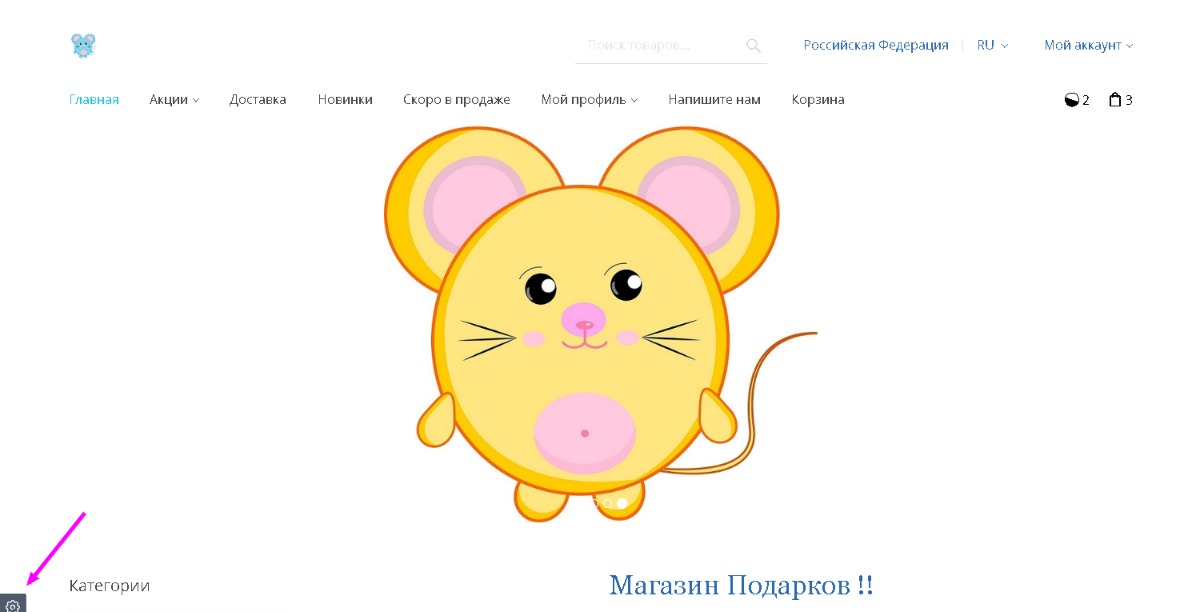 Поиск товаров... Российская Федерация RU Мой аккаунт
Главная Акции Доставка Новинки Скоро в продаже Мой профиль Напишите нам Корзина 2 3
Категории
Магазин Подарков !!